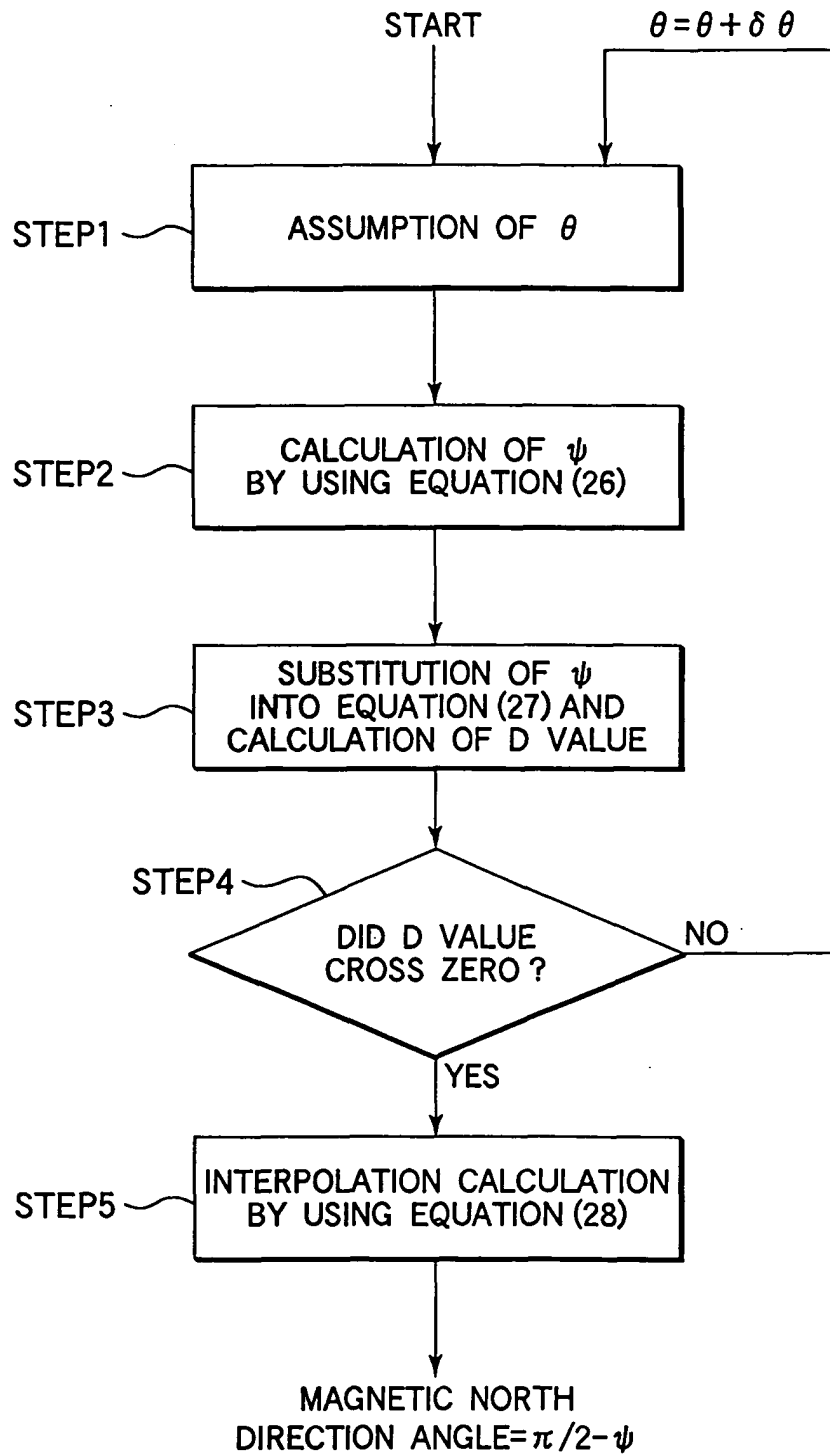 START
θ=θ+δθ
STEP1
ASSUMPTION OF θ
STEP2
CALCULATION OF ψ
BY USING EQUATION (26)
STEP3
SUBSTITUTION OF ψ
INTO EQUATION (27) AND
CALCULATION OF D VALUE
STEP4
DID D VALUE
CROSS ZERO?
NO
YES
STEP5
INTERPOLATION CALCULATION
BY USING EQUATION (28)
MAGNETIC NORTH
DIRECTION ANGLE=π/2-ψ